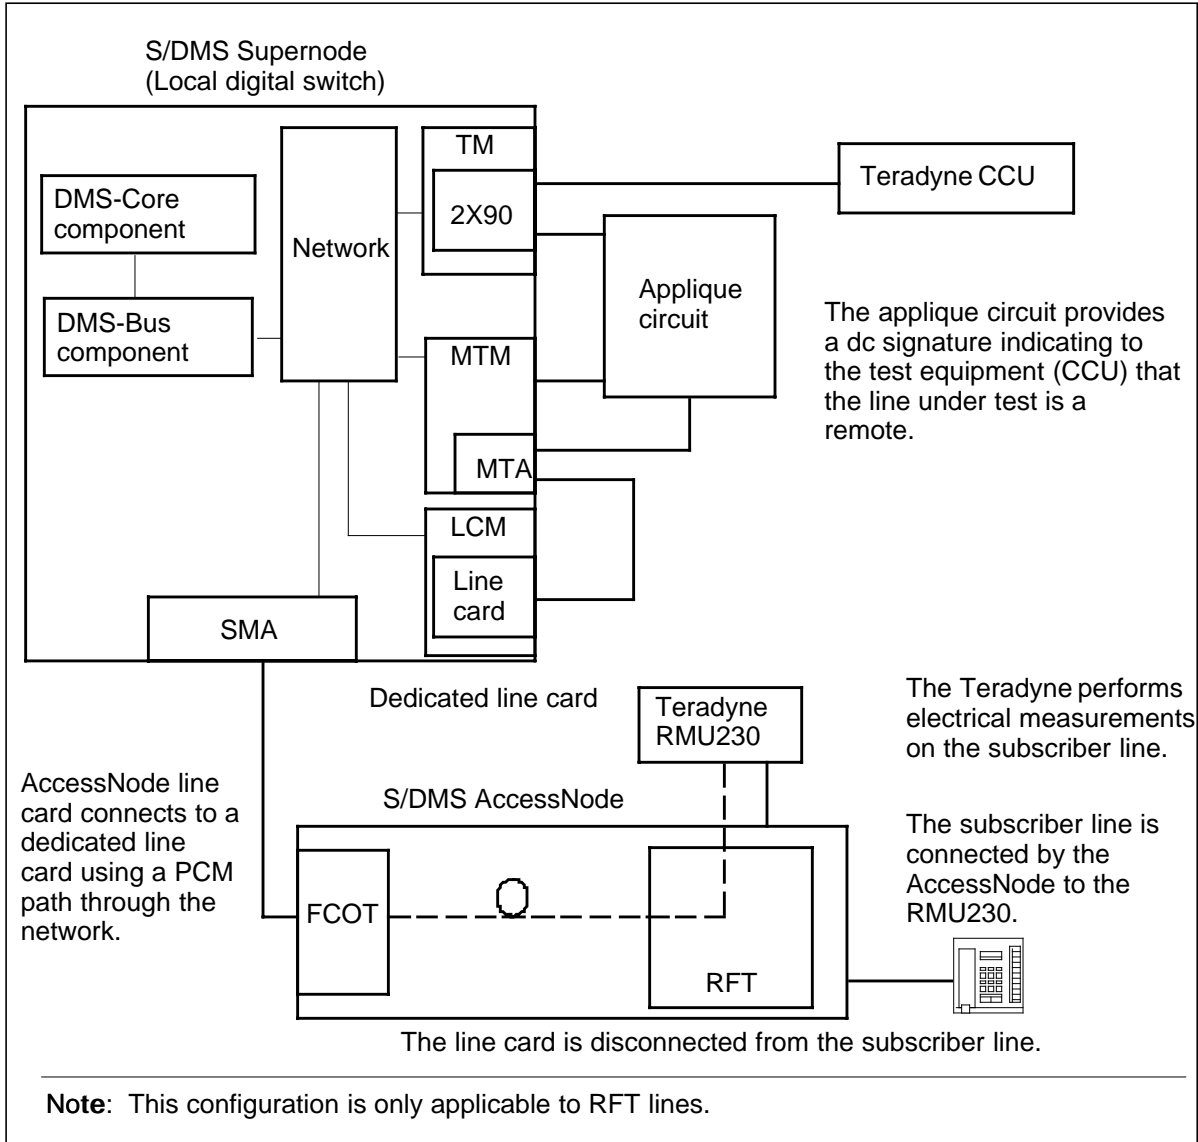 S/DMS Supernode
(Local digital switch)
DMS-Core
component
DMS-Bus
component
Network
TM
2X90
MTM
MTA
LCM
Line
card
SMA
Teradyne CCU
Applique
circuit
The applique circuit provides
a dc signature indicating to
the test equipment (CCU) that
the line under test is a
remote.
Dedicated line card
Teradyne
RMU230
The Teradyne performs
electrical measurements
on the subscriber line.
AccessNode line
card connects to a
dedicated line
card using a PCM
path through the
network.
S/DMS AccessNode
FCOT
RFT
The subscriber line is
connected by the
AccessNode to the
RMU230.
The line card is disconnected from the subscriber line.
Note: This configuration is only applicable to RFT lines.